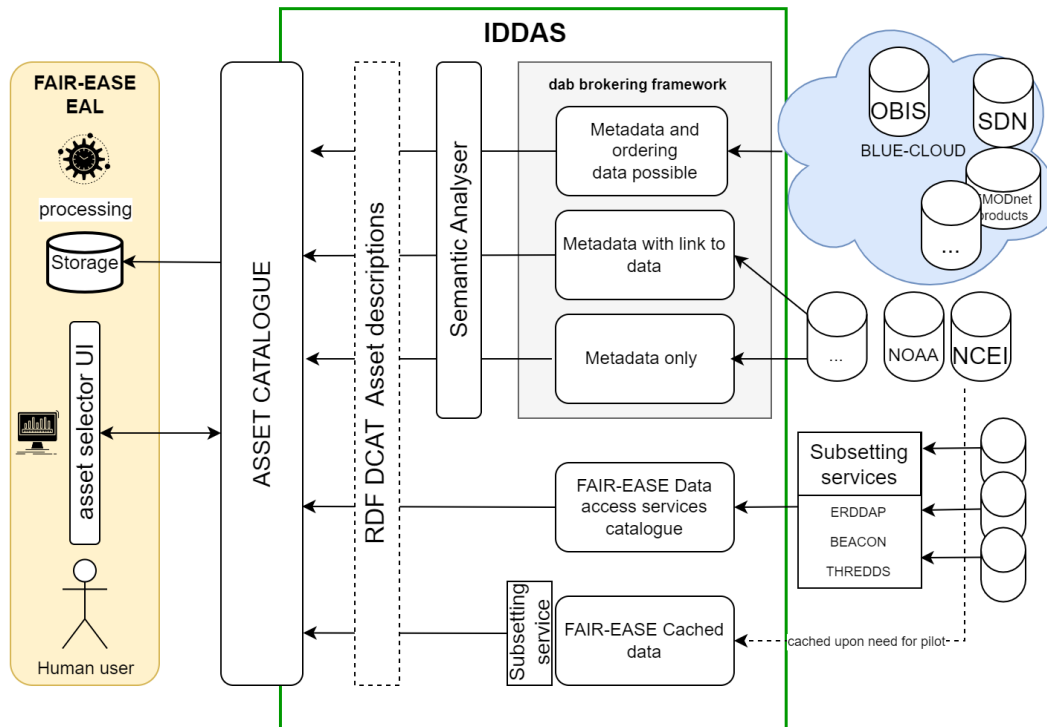 IDDAS
FAIR-EASE
EAL
processing
Storage
asset selector UI
Human user
ASSET CATALOGUE
RDF DCAT Asset descriptions
Semantic Analyser
dab brokering framework
Metadata and
ordering
data possible
Metadata with link to
data
Metadata only
FAIR-EASE Data
access services
catalogue
Subsetting
service
FAIR-EASE Cached
data
OBIS
SDN
BLUE-CLOUD
MODnet
products
...
...
NOAA
NCEI
Subsetting
services
ERDDAP
BEACON
THREDDS
cached upon need for pilot